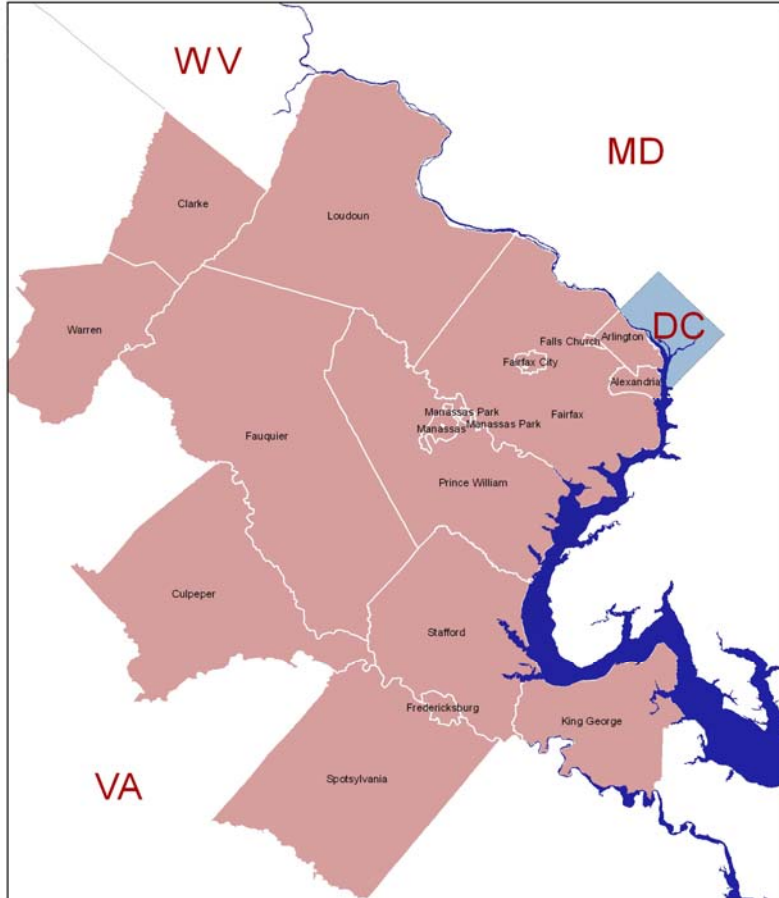 WV
MD
Clarke
Loudoun
Warren
DC
Arlington
Falls Church
Fairfax City
Alexandria
Manassas Park
Fairfax
Manassas
Manassas Park
Fauquier
Prince William
Culpeper
Stafford
Fredericksburg
King George
Spotsylvania
VA